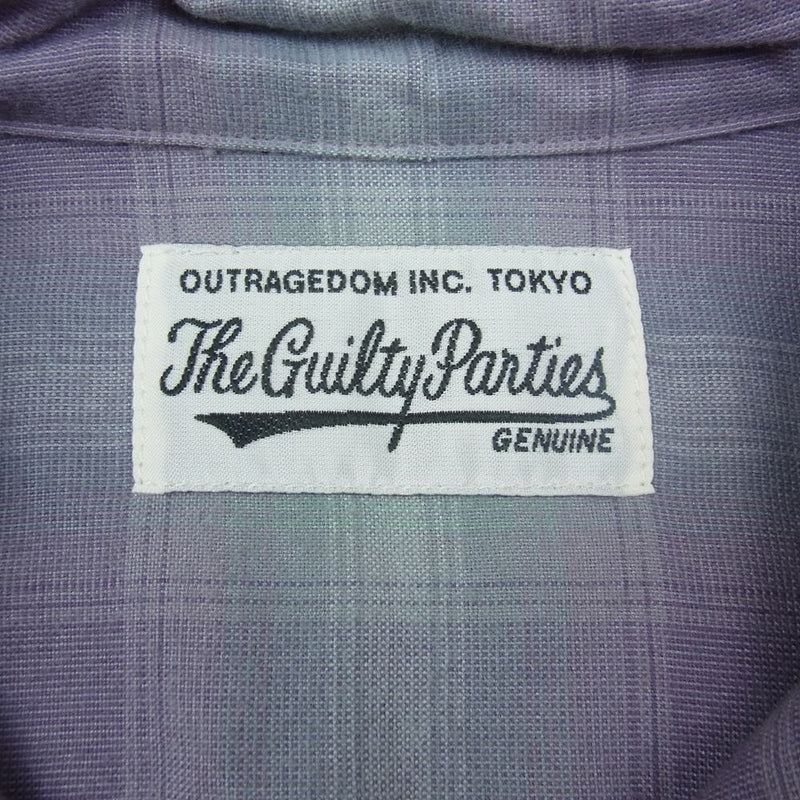 OUTRAGEDOM INC. TOKYO
The Guilty Parties
GENUINE